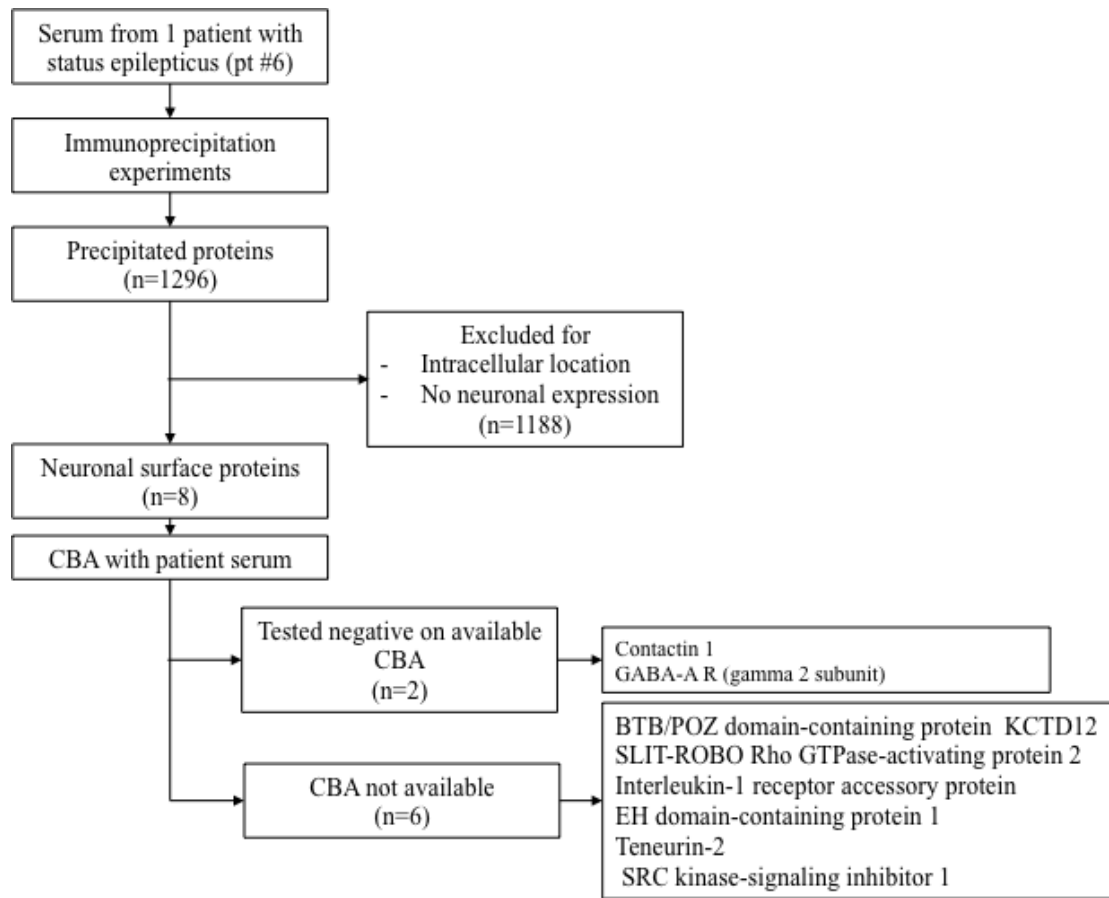 Serum from 1 patient with
status epilepticus (pt #6)
Immunoprecipitation
experiments
Precipitated proteins
(n=1296)
Excluded for
- Intracellular location
- No neuronal expression
(n=1188)
Neuronal surface proteins
(n=8)
CBA with patient serum
Tested negative on available
CBA
(n=2)
Contactin 1
GABA-A R (gamma 2 subunit)
CBA not available
(n=6)
BTB/POZ domain-containing protein KCTD12
SLIT-ROBO Rho GTPase-activating protein 2
Interleukin-1 receptor accessory protein
EH domain-containing protein 1
Teneurin-2
SRC kinase-signaling inhibitor 1